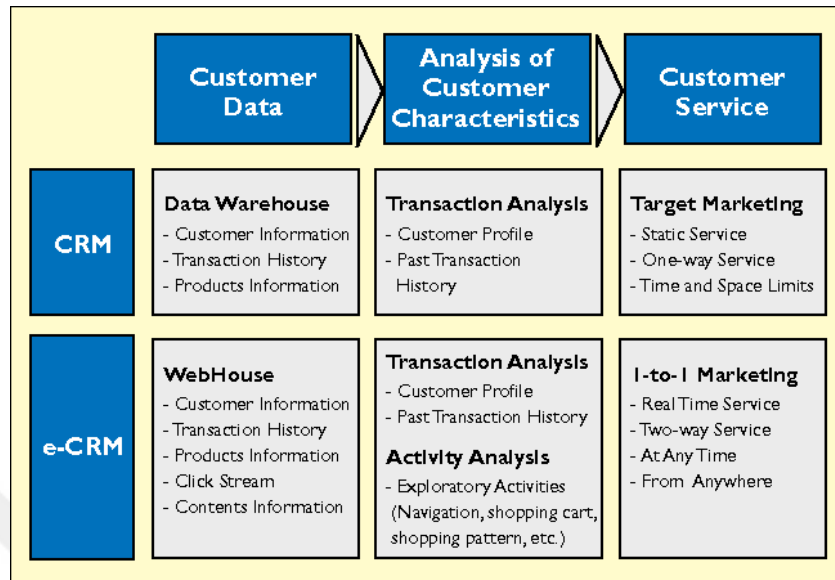 Customer
Data
Analysis of
Customer
Characteristics
Customer
Service
CRM
Data Warehouse
- Customer Information
- Transaction History
- Products Information
Transaction Analysis
- Customer Profile
- Past Transaction
History
Target Marketing
- Static Service
- One-way Service
- Time and Space Limits
e-CRM
WebHouse
- Customer Information
- Transaction History
- Products Information
- Click Stream
- Contents Information
Transaction Analysis
- Customer Profile
- Past Transaction History
Activity Analysis
- Exploratory Activities
(Navigation, shopping cart,
shopping pattern, etc.)
1-to-1 Marketing
- Real Time Service
- Two-way Service
- At Any Time
- From Anywhere